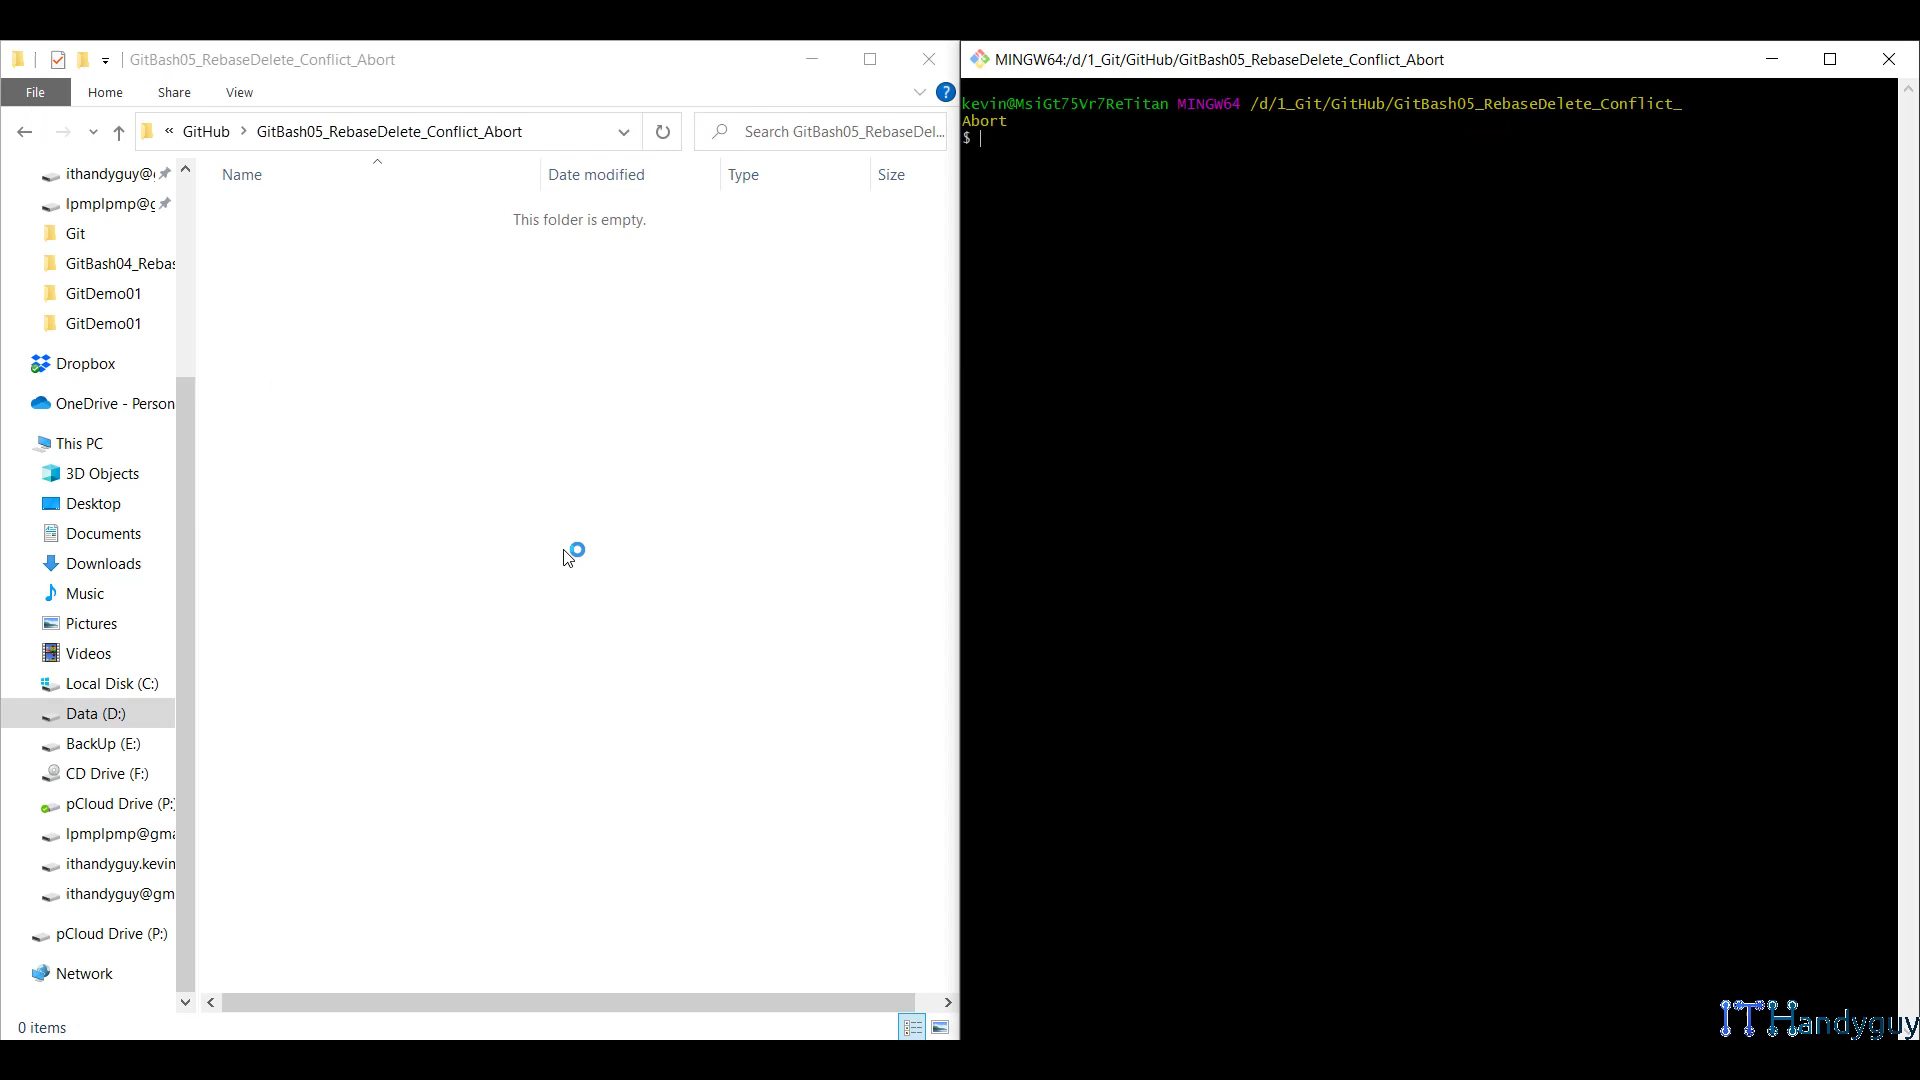 GitBash05_RebaseDelete_Conflict_Abort
File Home Share View
« GitHub > GitBash05_RebaseDelete_Conflict_Abort
Search GitBash05_RebaseDel...
Name Date modified Type Size
This folder is empty.
ithandyguy@
lpmplpmp@g
Git
GitBash04_Rebas
GitDemo01
GitDemo01
Dropbox
OneDrive - Person
This PC
3D Objects
Desktop
Documents
Downloads
Music
Pictures
Videos
Local Disk (C:)
Data (D:)
BackUp (E:)
CD Drive (F:)
pCloud Drive (P:)
lpmplpmp@gma
ithandyguy.kevin
ithandyguy@gm
pCloud Drive (P:)
Network
0 items
MINGW64:/d/1_Git/GitHub/GitBash05_RebaseDelete_Conflict_Abort
kevin@MsiGt75Vr7ReTitan MINGW64 /d/1_Git/GitHub/GitBash05_RebaseDelete_Conflict_
Abort
$
ITHandyguy